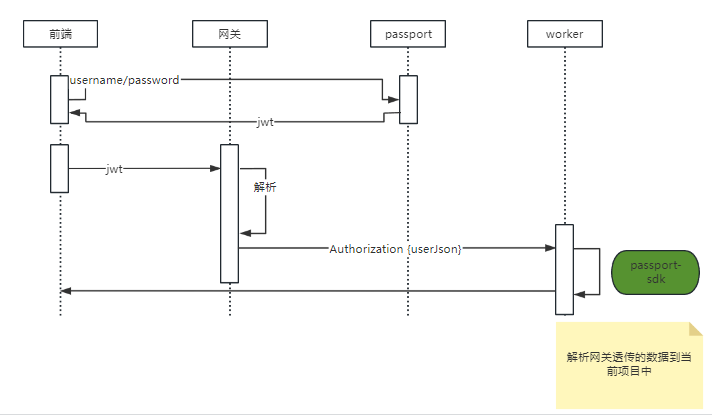 前端
网关
passport
worker
username/password
jwt
jwt
解析
Authorization {userJson}
passport-
sdk
解析网关透传的数据到当
前项目中